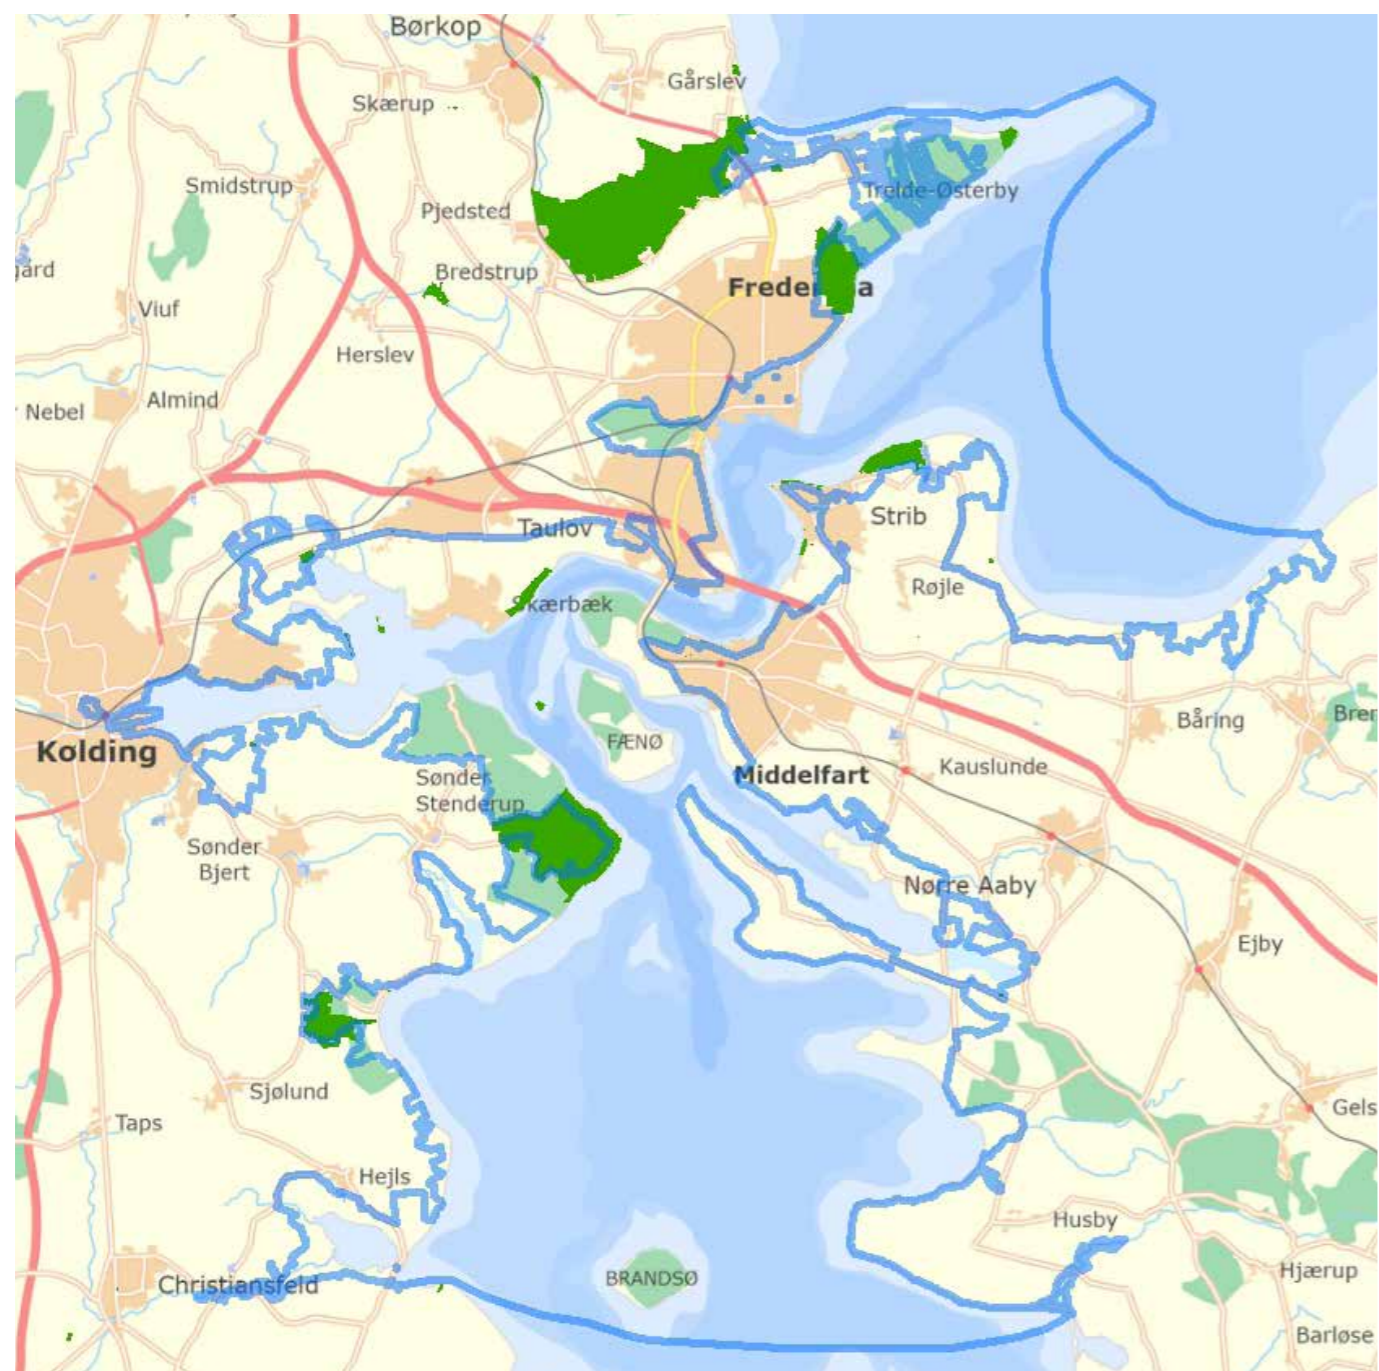 Børkop
Gårslev
Skærup
Smidstrup
Trelde-Østerby
Pjedsted
Bredstrup
gård
Viuf
Herslev
Almind
Nebel
Strib
Taulov
Røjle
Skærbæk
Båring
FÆNØ
Kolding
Middelfart
Kauslunde
Sønder
Stenderup
Sønder
Bjert
Nørre Aaby
Ejby
Sjølund
Gels
Taps
Hejls
Husby
Hjærup
BRANDSØ
Christiansfeld
Barløse